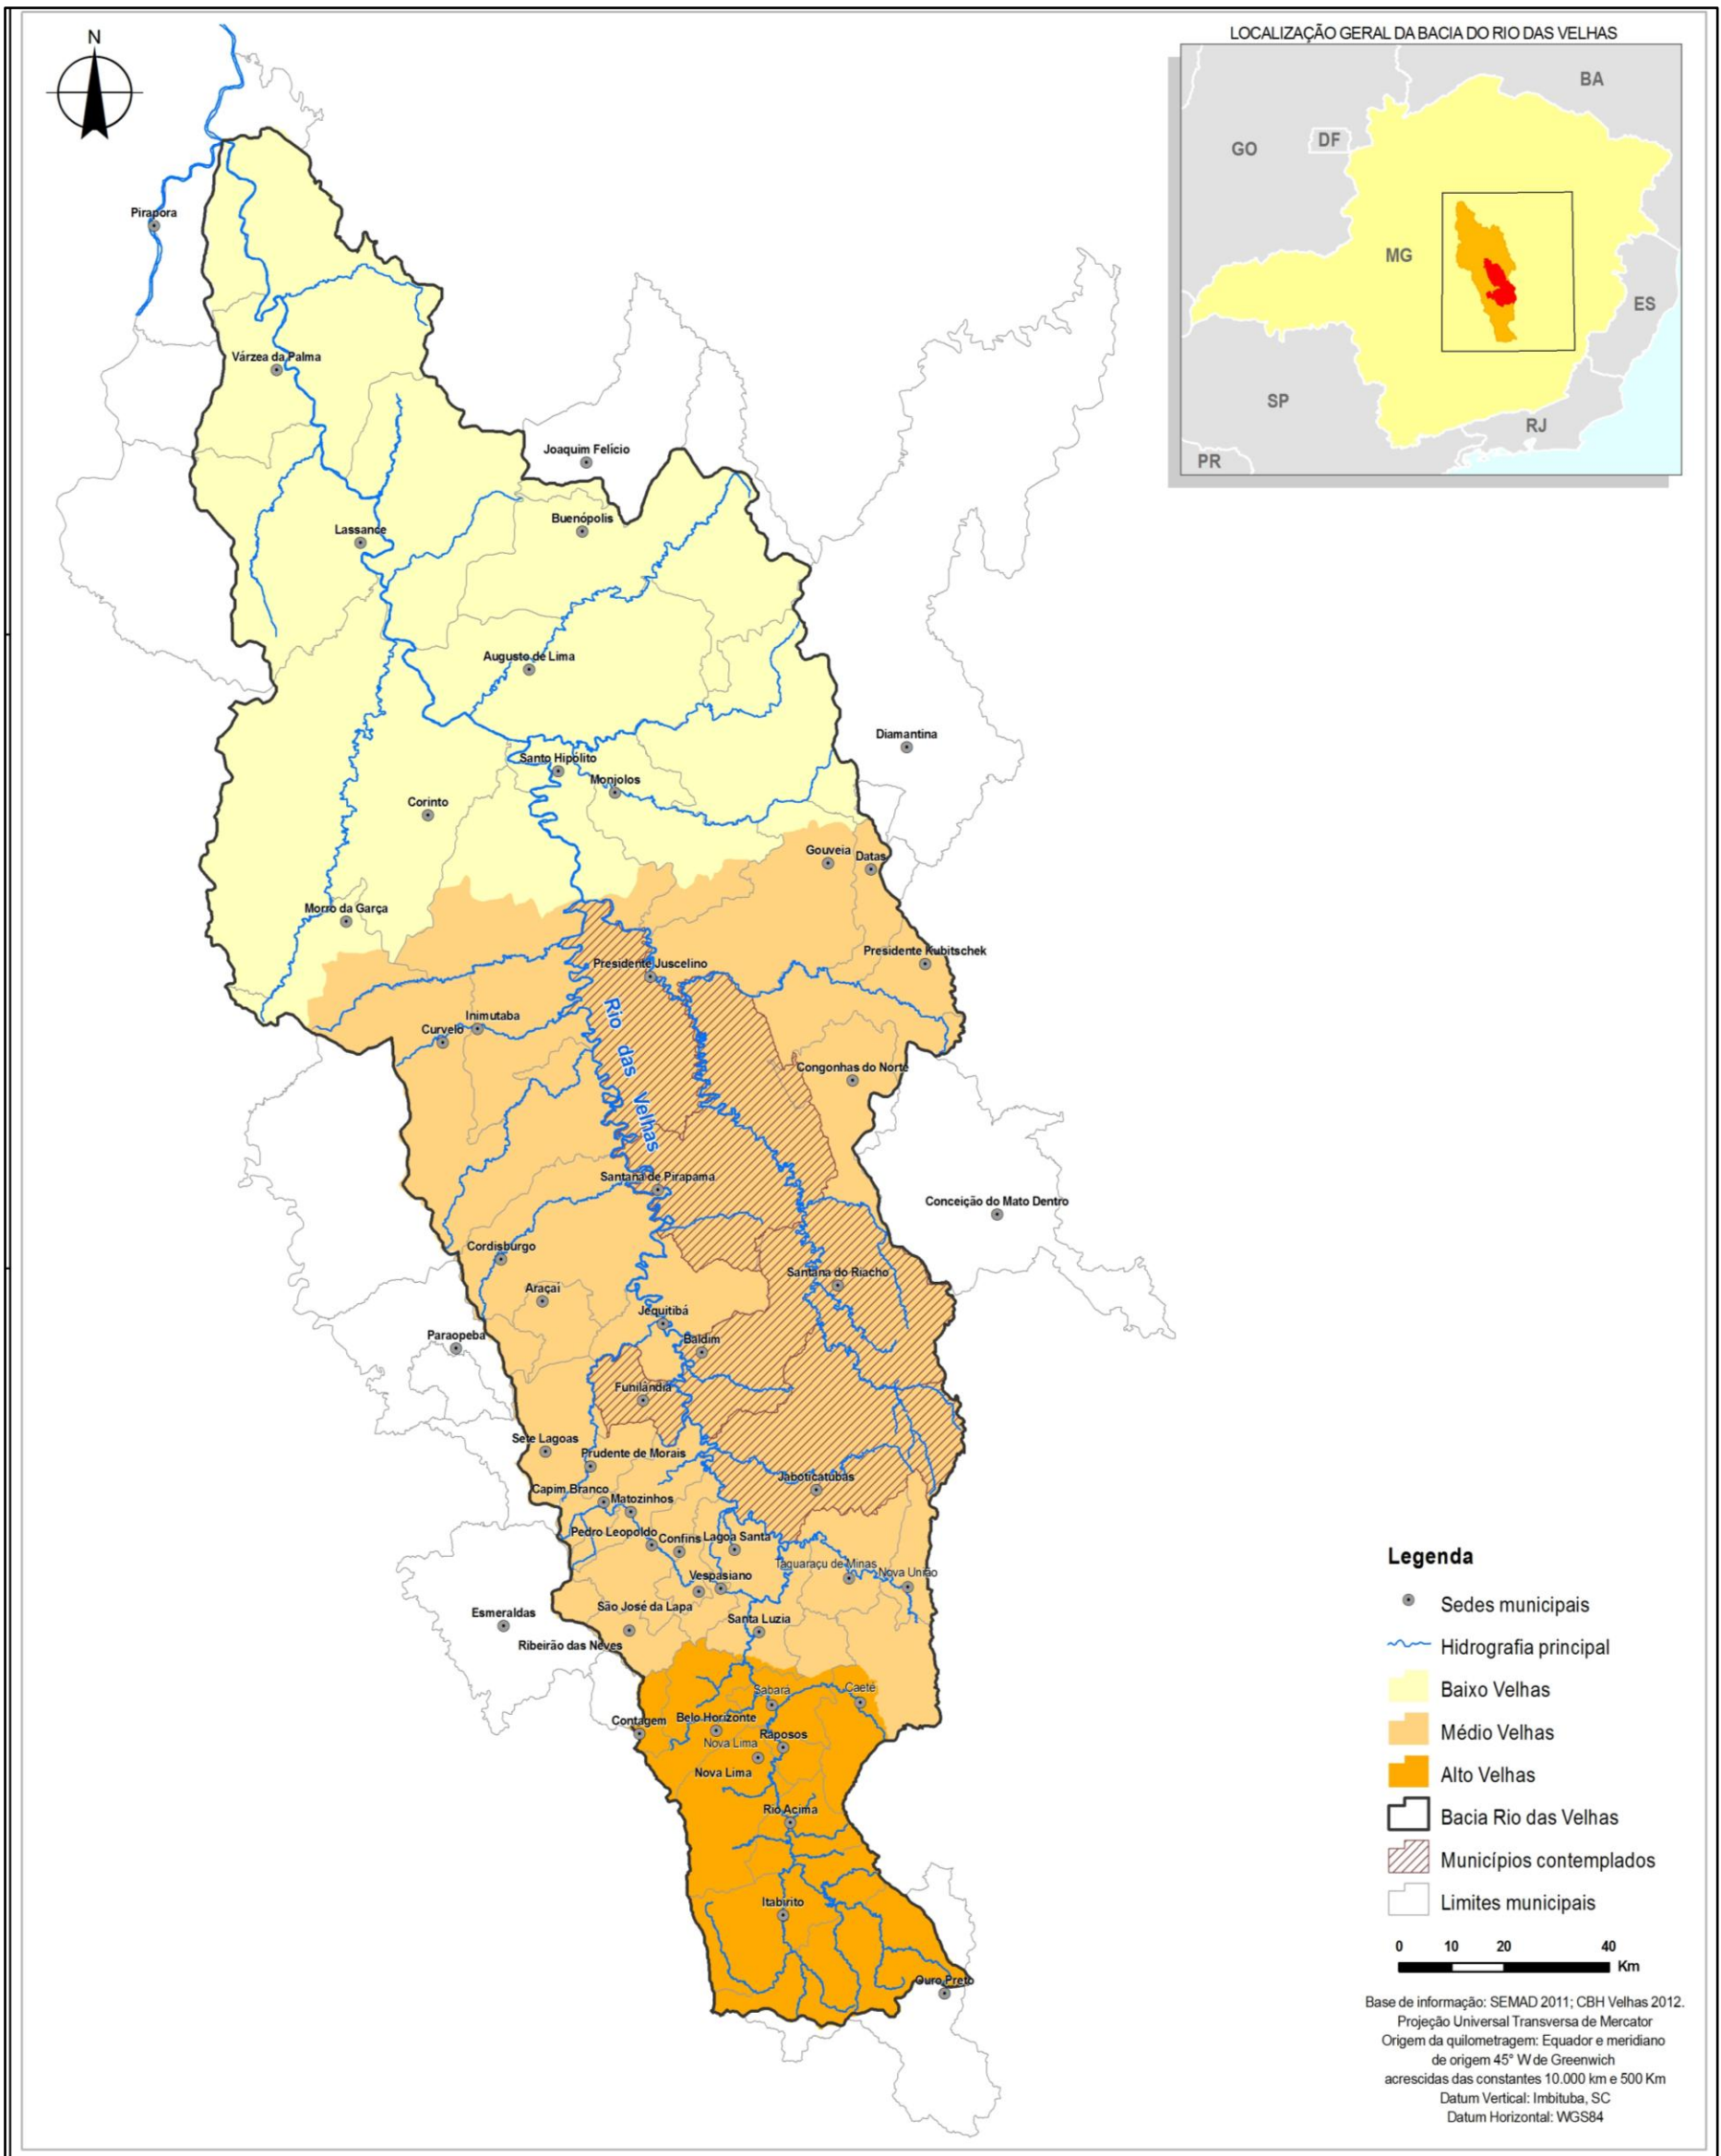 LOCALIZAÇÃO GERAL DA BACIA DO RIO DAS VELHAS
N
BA
DF
GO
MG
ES
SP
RJ
PR
Pirapora
Várzea da Palma
Joaquim Felício
Buenópolis
Lassance
Augusto de Lima
Diamantina
Santo Hipólito
Monjolos
Corinto
Gouveia
Datas
Morro da Garça
Presidente Kubitschek
Presidente Juscelino
Rio das Velhas
Inimutaba
Curvelo
Congonhas do Norte
Santana de Pirapama
Conceição do Mato Dentro
Cordisburgo
Santana do Riacho
Araçaí
Jequitibá
Paraopeba
Baldim
Funilândia
Sete Lagoas
Prudente de Morais
Jaboticatubas
Capim Branco
Matozinhos
Pedro Leopoldo
Confins
Lagoa Santa
Taquaraçu de Minas
Nova União
Vespasiano
São José da Lapa
Esmeraldas
Santa Luzia
Ribeirão das Neves
Sabará
Caeté
Contagem
Belo Horizonte
Raposos
Nova Lima
Nova Lima
Rio Acima
Itabirito
Ouro Preto
Legenda
Sedes municipais
Hidrografia principal
Baixo Velhas
Médio Velhas
Alto Velhas
Bacia Rio das Velhas
Municípios contemplados
Limites municipais
0 10 20 40
Km
Base de informação: SEMAD 2011; CBH Velhas 2012.
Projeção Universal Transversa de Mercator
Origem da quilometragem: Equador e meridiano
de origem 45° W de Greenwich
acrescidas das constantes 10.000 km e 500 Km
Datum Vertical: Imbituba, SC
Datum Horizontal: WGS84